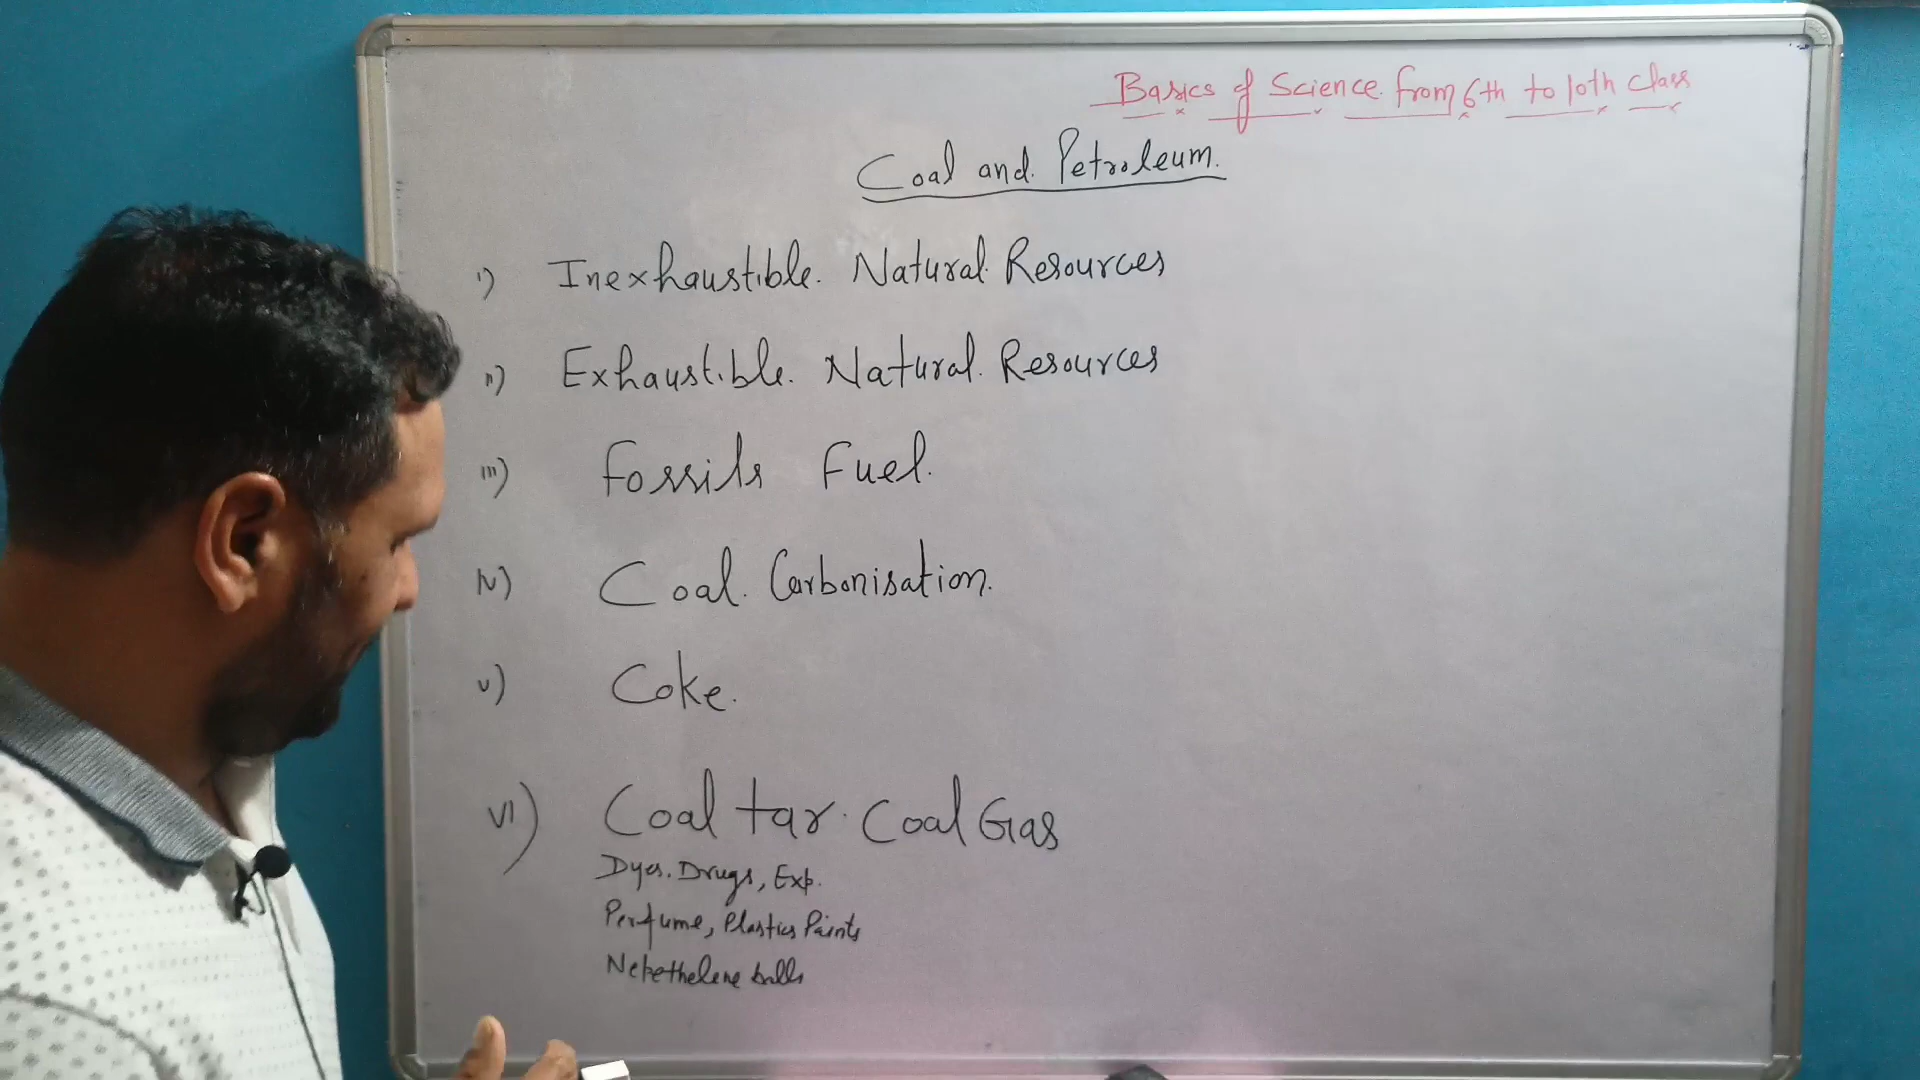 Basics of Science from 6th to 10th class
Coal and Petroleum.
i) Inexhaustible Natural Resources
ii) Exhaustible Natural Resources
iii) Fossils Fuel.
iv) Coal Carbonisation.
v) Coke.
vi) Coal tar. Coal Gas
Dyes. Drugs, Exp.
Perfume, Plastics Paints
Nepethelene balls